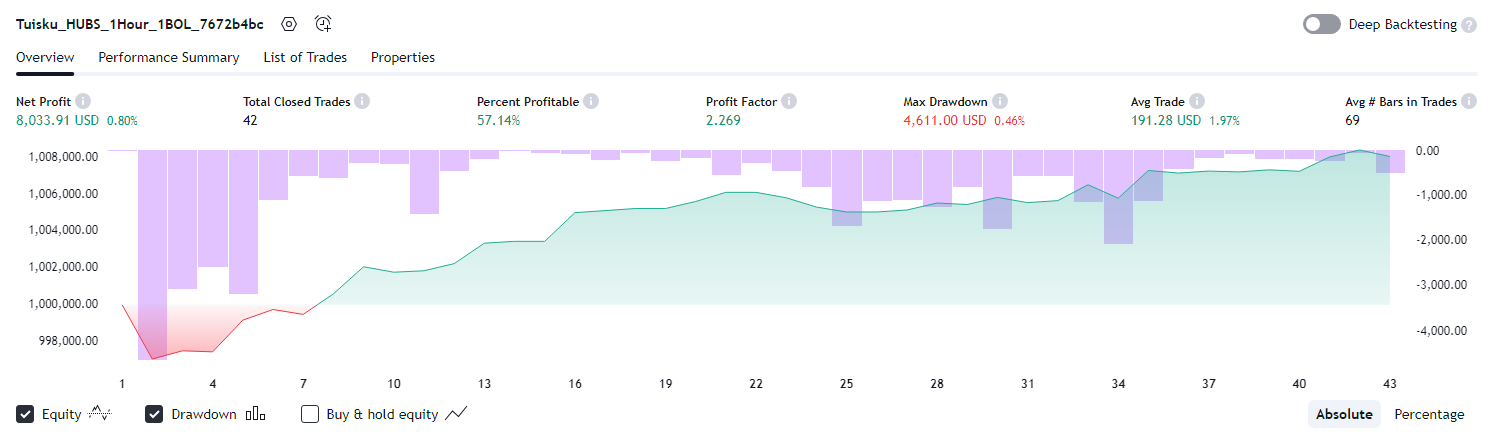 Tuisku_HUBS_1Hour_1BOL_7672b4bc Deep Backtesting ?
Overview Performance Summary List of Trades Properties
Net Profit i Total Closed Trades i Percent Profitable i Profit Factor i Max Drawdown i Avg Trade i Avg # Bars in Trades i
8,033.91 USD 0.80% 42 57.14% 2.269 4,611.00 USD 0.46% 191.28 USD 1.97% 69
1,008,000.00 0.00
1,006,000.00 -1,000.00
1,004,000.00 -2,000.00
1,002,000.00 -3,000.00
1,000,000.00 -4,000.00
998,000.00
1 4 7 10 13 16 19 22 25 28 31 34 37 40 43
Equity Drawdown Buy & hold equity Absolute Percentage